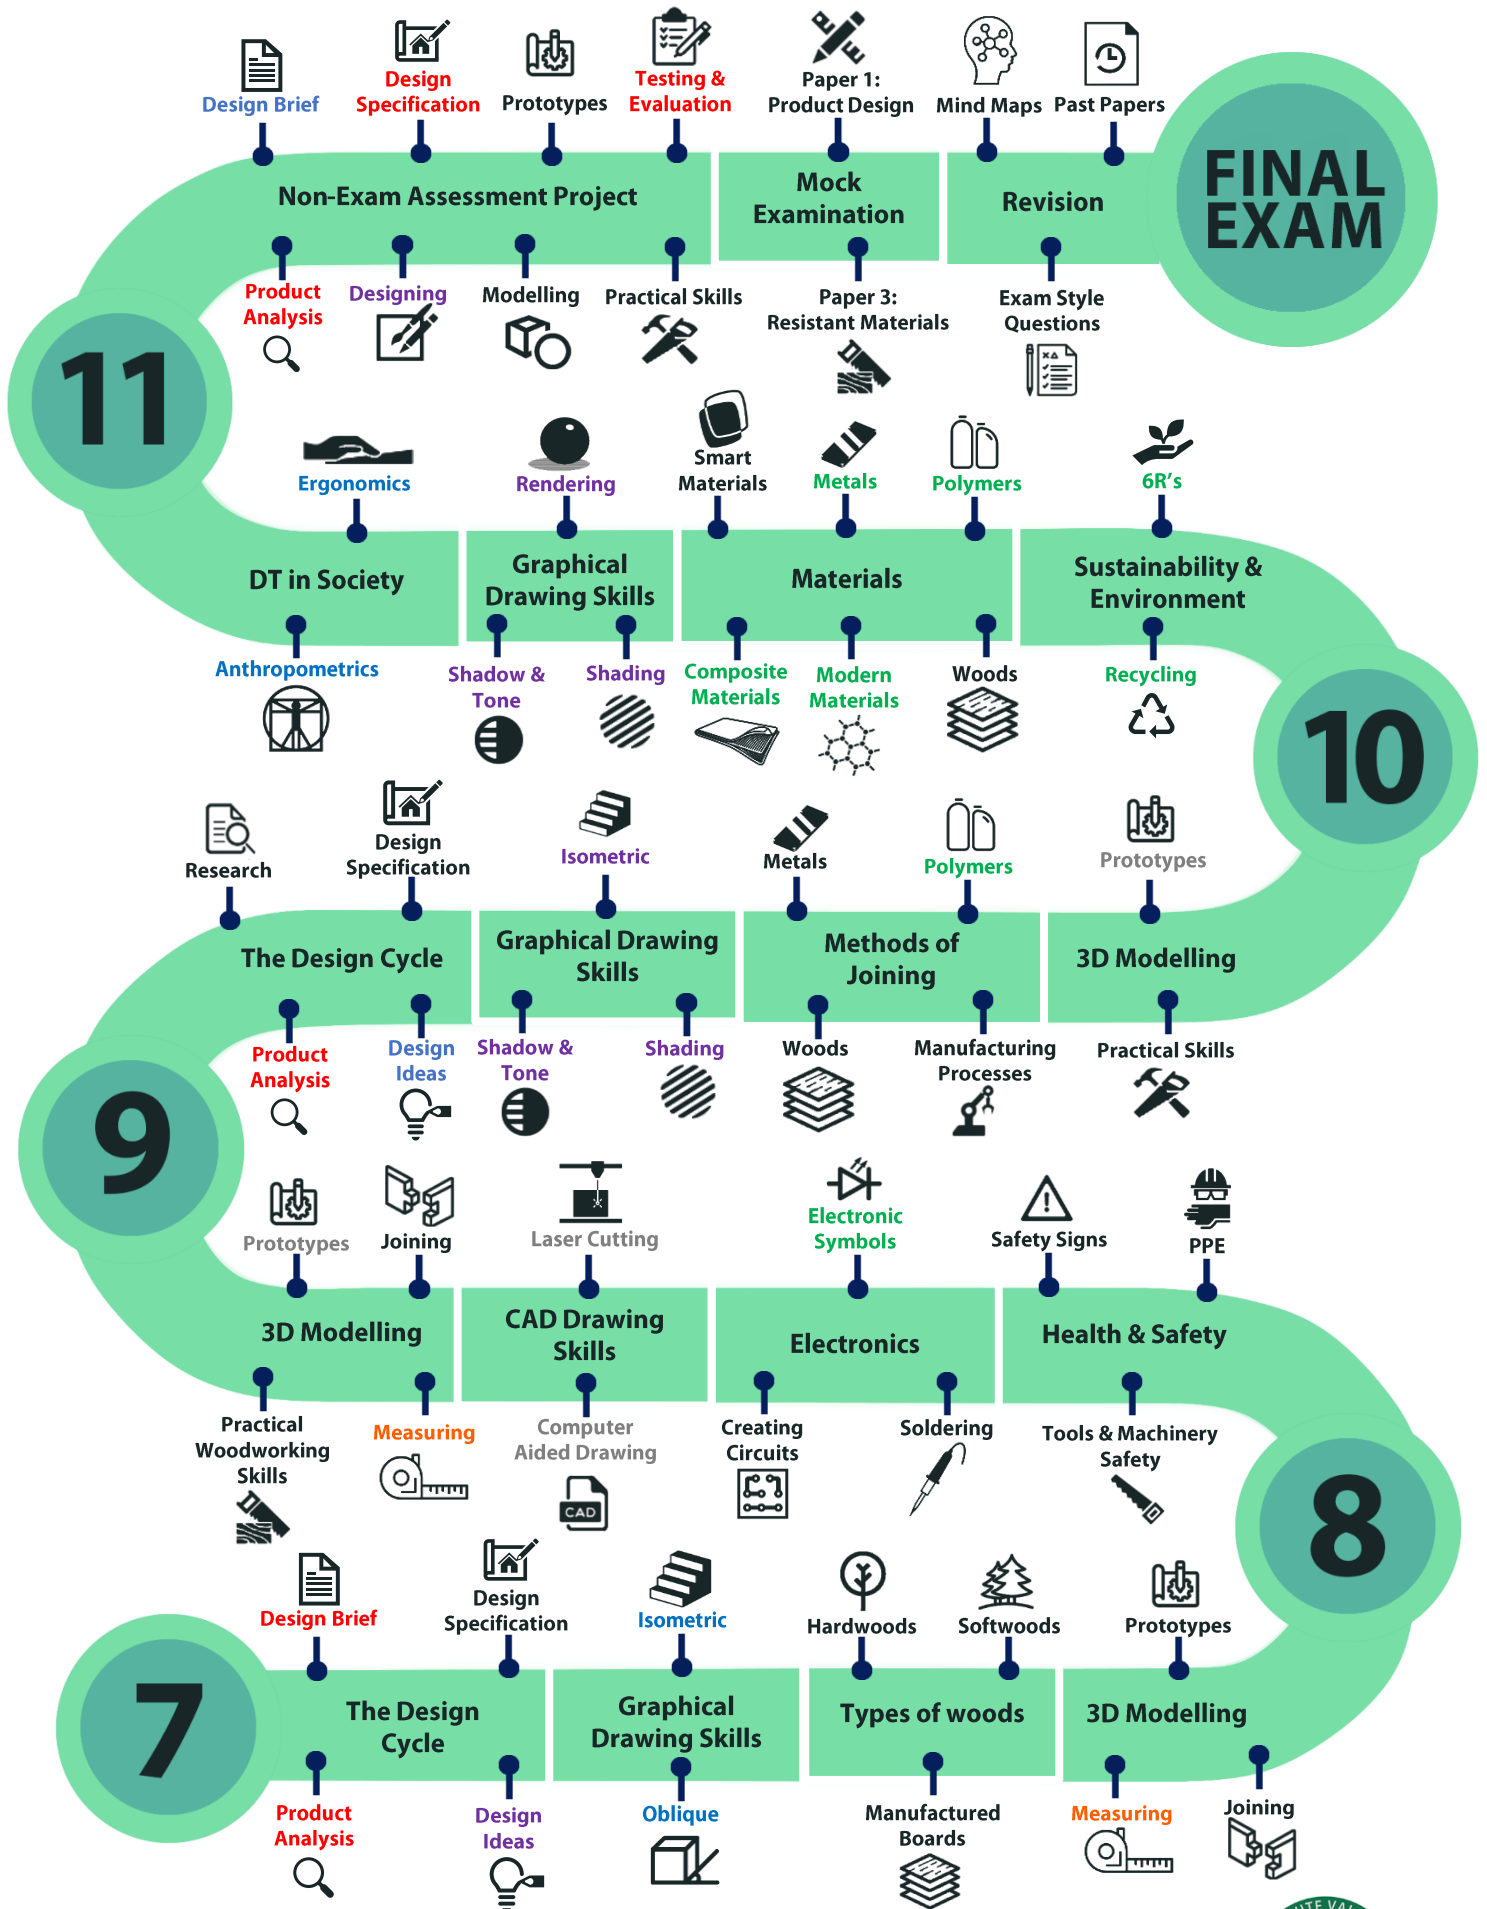 Design Brief
Design
Specification
Prototypes
Testing &
Evaluation
Paper 1:
Product Design
Mind Maps
Past Papers
Non-Exam Assessment Project
Mock
Examination
Revision
FINAL
EXAM
Product
Analysis
Designing
Modelling
Practical Skills
Paper 3:
Resistant Materials
Exam Style
Questions
11
Ergonomics
Rendering
Smart
Materials
Metals
Polymers
6R's
DT in Society
Graphical
Drawing Skills
Materials
Sustainability &
Environment
Anthropometrics
Shadow &
Tone
Shading
Composite
Materials
Modern
Materials
Woods
Recycling
10
Research
Design
Specification
Isometric
Metals
Polymers
Prototypes
The Design Cycle
Graphical Drawing
Skills
Methods of
Joining
3D Modelling
Product
Analysis
Design
Ideas
Shadow &
Tone
Shading
Woods
Manufacturing
Processes
Practical Skills
9
Prototypes
Joining
Laser Cutting
Electronic
Symbols
Safety Signs
PPE
3D Modelling
CAD Drawing
Skills
Electronics
Health & Safety
Practical
Woodworking
Skills
Measuring
Computer
Aided Drawing
CAD
Creating
Circuits
Soldering
Tools & Machinery
Safety
8
Design Brief
Design
Specification
Isometric
Hardwoods
Softwoods
Prototypes
7
The Design
Cycle
Graphical
Drawing Skills
Types of woods
3D Modelling
Product
Analysis
Design
Ideas
Oblique
Manufactured
Boards
Measuring
Joining